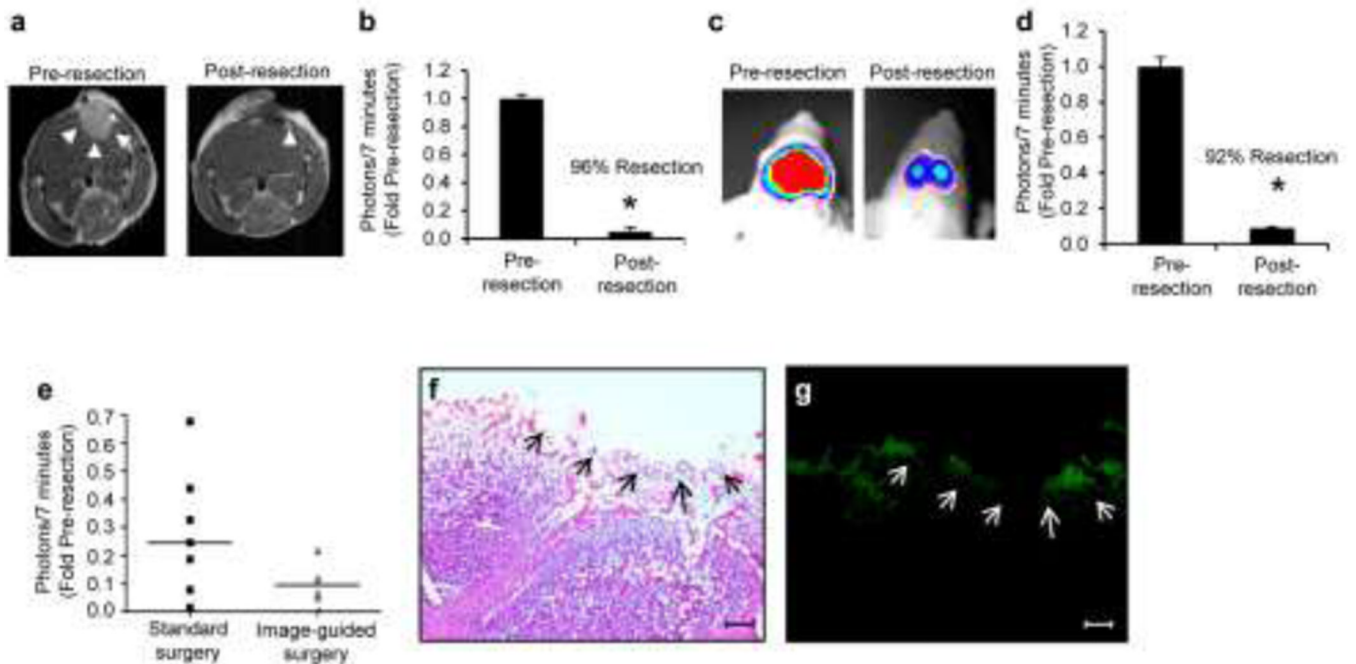 a
Pre-resection
Post-resection
b
Photons/7 minutes
(Fold Pre-resection)
1.2
1.0
0.8
0.6
0.4
0.2
0.0
96% Resection
*
Pre-
resection
Post-
resection
c
Pre-resection
Post-resection
d
Photons/7 minutes
(Fold Pre-resection)
1.2
1.0
0.8
0.6
0.4
0.2
0.0
92% Resection
*
Pre-
resection
Post-
resection
e
Photons/7 minutes
(Fold Pre-resection)
0.7
0.6
0.5
0.4
0.3
0.2
0.1
0.0
Standard
surgery
Image-guided
surgery
f
g